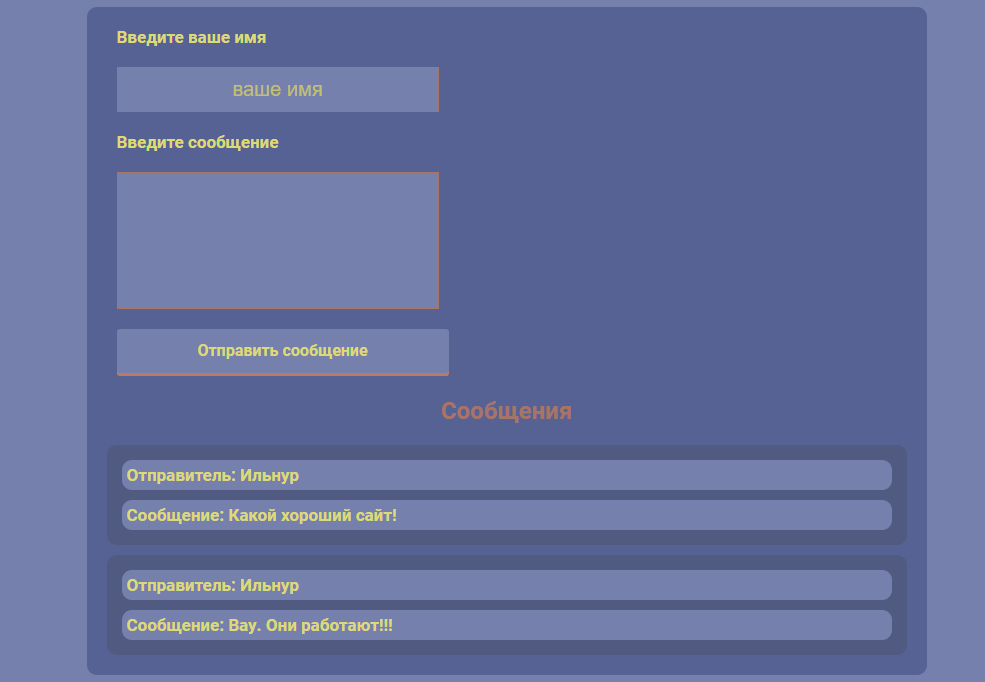 Введите ваше имя
ваше имя
Введите сообщение
Отправить сообщение
Сообщения
Отправитель: Ильнур
Сообщение: Какой хороший сайт!
Отправитель: Ильнур
Сообщение: Вау. Они работают!!!